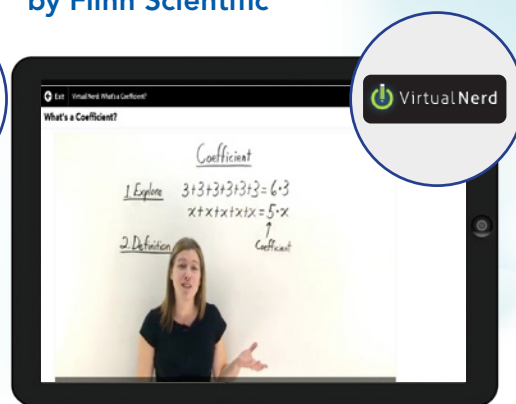 by Flinn Scientific
VirtualNerd
Exit Virtual Nerd: What's a Coefficient?
What's a Coefficient?
Coefficient
1. Explore 3+3+3+3+3+3=6·3
x+x+x+x+x=5·x
↑
2. Definition Coefficient